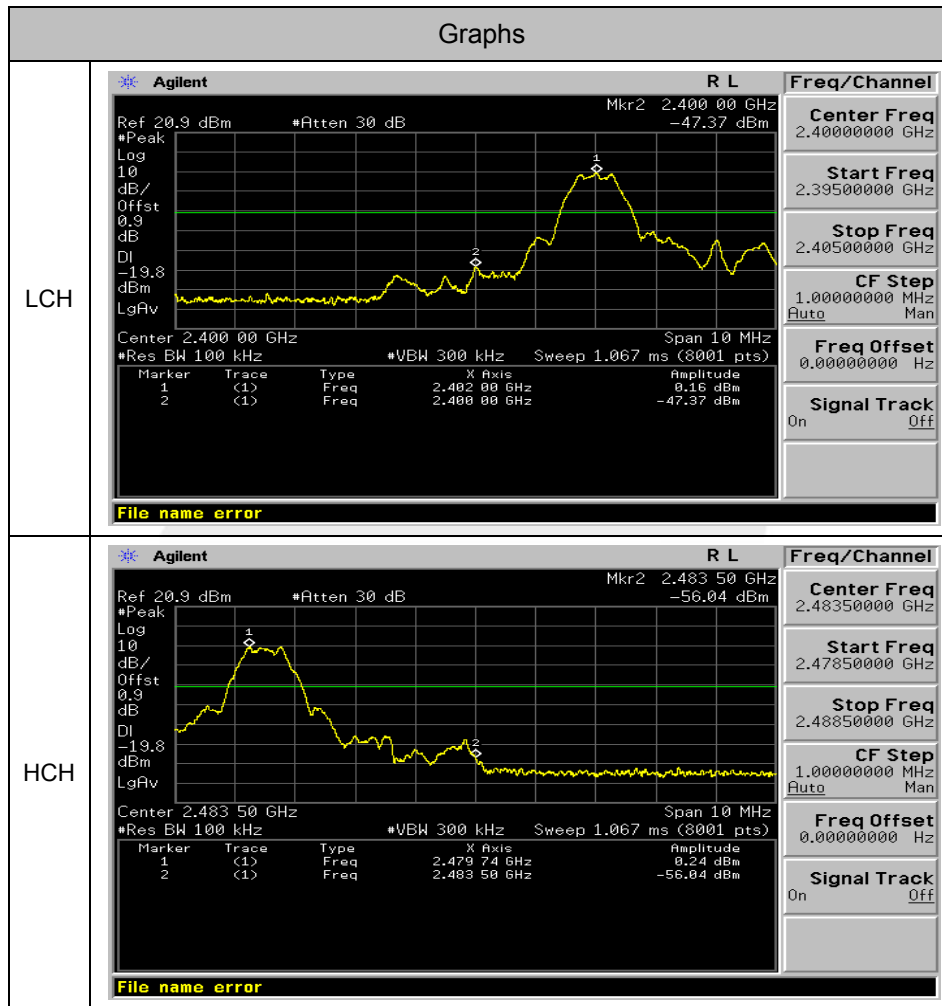 Graphs
LCH
Agilent R L Freq/Channel
Mkr2 2.400 00 GHz
Ref 20.9 dBm #Atten 30 dB -47.37 dBm
#Peak
Log
10
dB/
Offst
0.9
dB
DI
-19.8
dBm
LgAv
1
2
Center 2.400 00 GHz Span 10 MHz
#Res BW 100 kHz #VBW 300 kHz Sweep 1.067 ms (8001 pts)
Marker Trace Type X Axis Amplitude
1 (1) Freq 2.402 00 GHz 0.16 dBm
2 (1) Freq 2.400 00 GHz -47.37 dBm
File name error
Center Freq
2.40000000 GHz
Start Freq
2.39500000 GHz
Stop Freq
2.40500000 GHz
CF Step
1.00000000 MHz
Auto Man
Freq Offset
0.00000000 Hz
Signal Track
On Off
HCH
Agilent R L Freq/Channel
Mkr2 2.483 50 GHz
Ref 20.9 dBm #Atten 30 dB -56.04 dBm
#Peak
Log
10
dB/
Offst
0.9
dB
DI
-19.8
dBm
LgAv
1
2
Center 2.483 50 GHz Span 10 MHz
#Res BW 100 kHz #VBW 300 kHz Sweep 1.067 ms (8001 pts)
Marker Trace Type X Axis Amplitude
1 (1) Freq 2.479 74 GHz 0.24 dBm
2 (1) Freq 2.483 50 GHz -56.04 dBm
File name error
Center Freq
2.48350000 GHz
Start Freq
2.47850000 GHz
Stop Freq
2.48850000 GHz
CF Step
1.00000000 MHz
Auto Man
Freq Offset
0.00000000 Hz
Signal Track
On Off